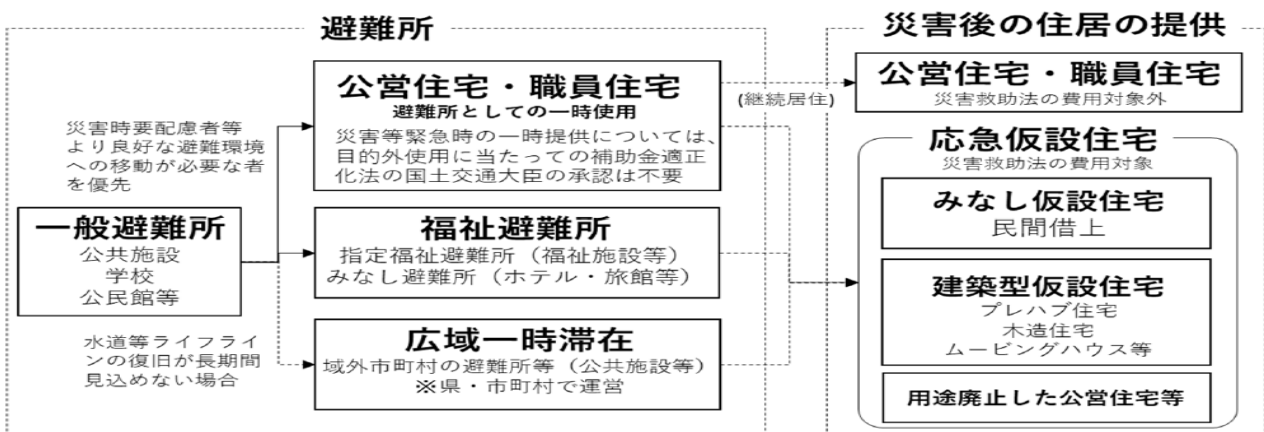 避難所
災害時要配慮者等
より良好な避難環境
への移動が必要な者
を優先
一般避難所
公共施設
学校
公民館等
水道等ライフライ
ンの復旧が長期間
見込めない場合
公営住宅・職員住宅
避難所としての一時使用
災害等緊急時の一時提供については、
目的外使用に当たっての補助金適正
化法の国土交通大臣の承認は不要
福祉避難所
指定福祉避難所（福祉施設等）
みなし避難所（ホテル・旅館等）
広域一時滞在
域外市町村の避難所等（公共施設等）
※県・市町村で運営
(継続居住)
災害後の住居の提供
公営住宅・職員住宅
災害救助法の費用対象外
応急仮設住宅
災害救助法の費用対象
みなし仮設住宅
民間借上
建築型仮設住宅
プレハブ住宅
木造住宅
ムービングハウス等
用途廃止した公営住宅等